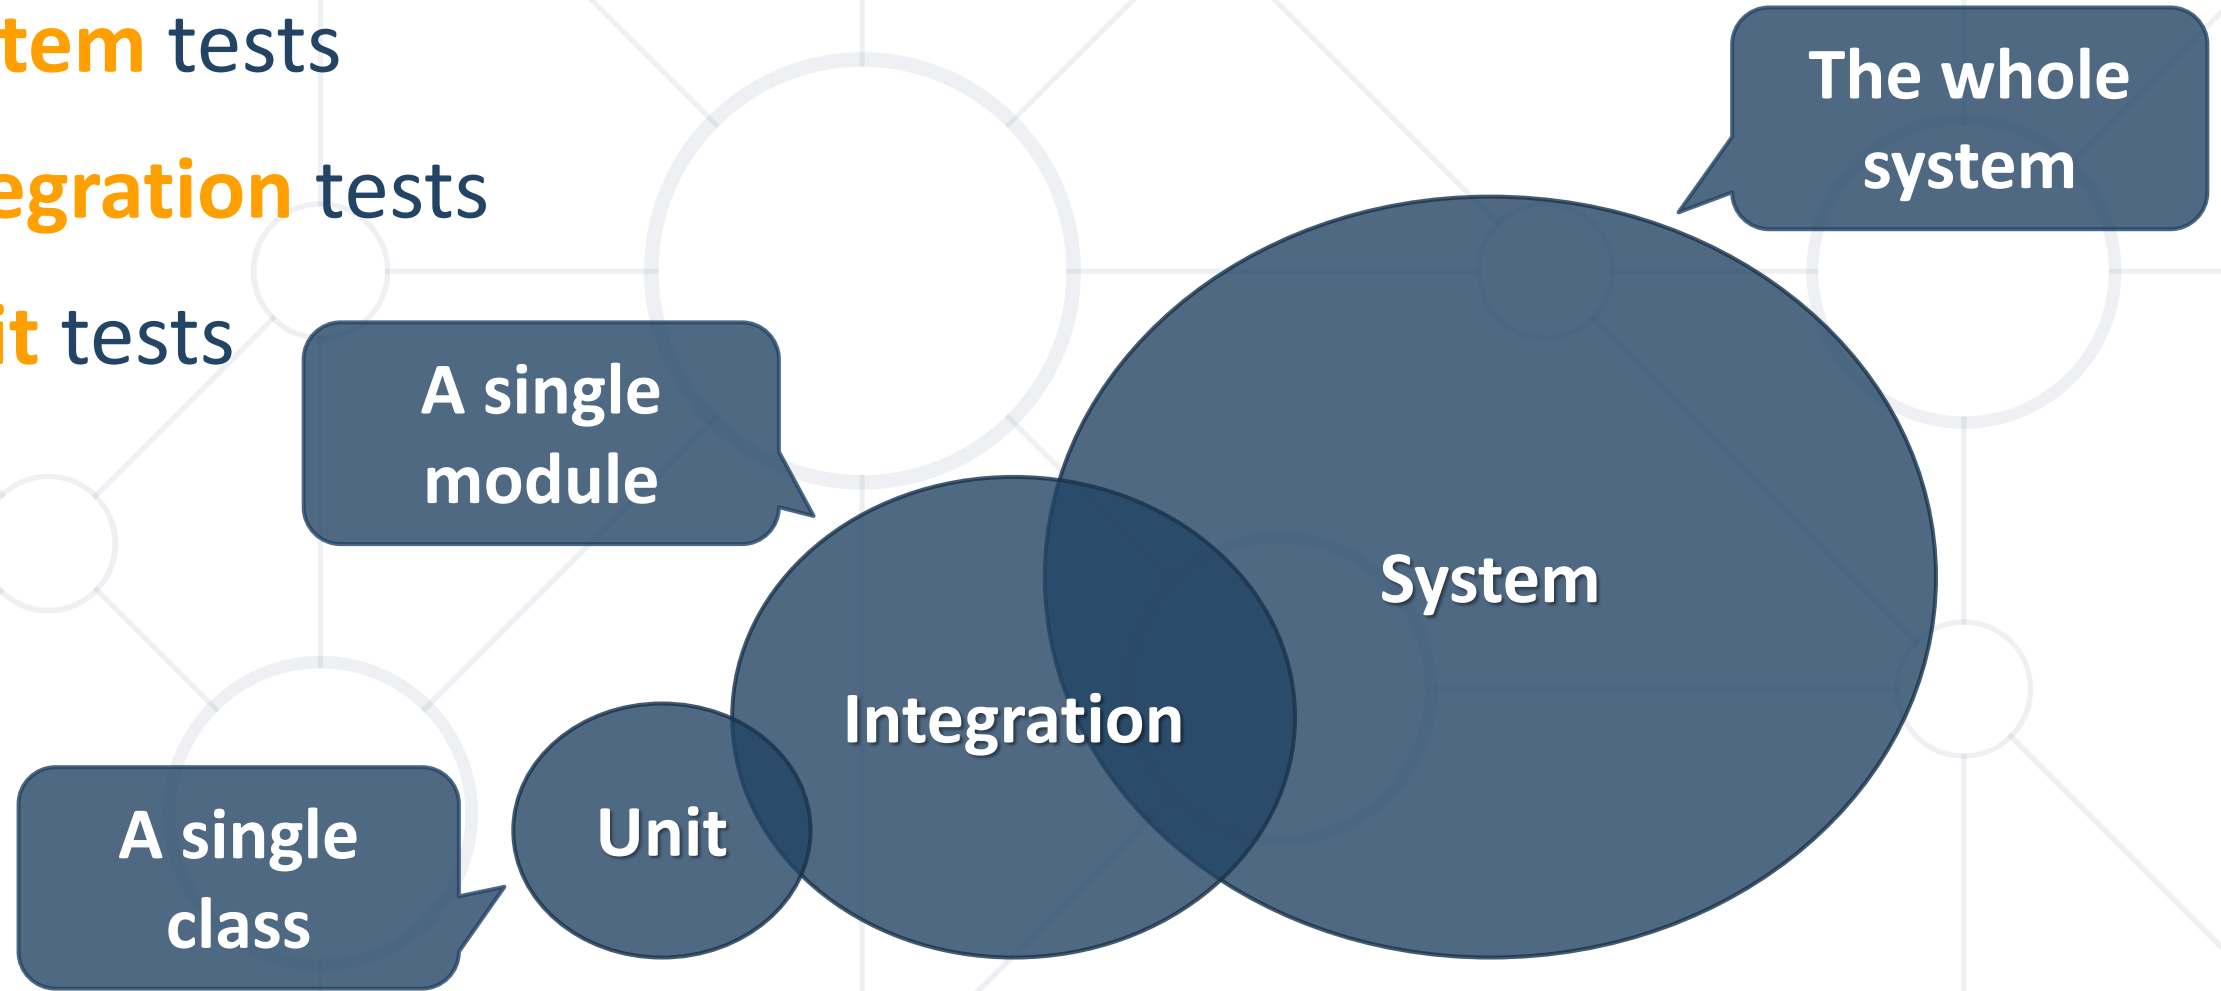 tem tests
egration tests
it tests
The whole
system
A single
module
System
Integration
Unit
A single
class